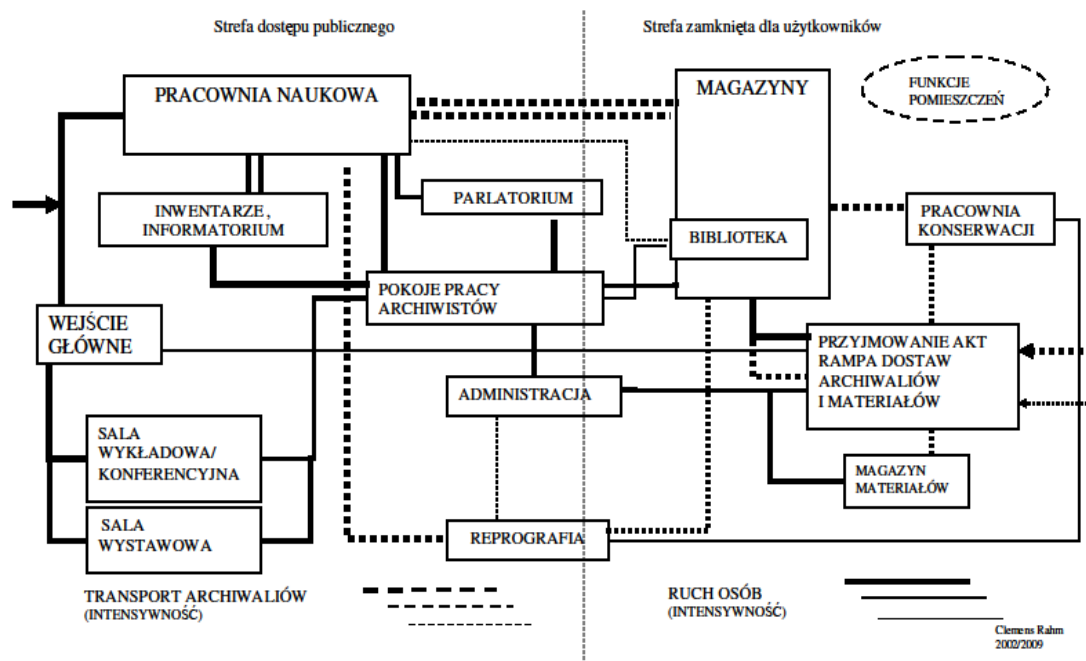 Strefa dostępu publicznego
Strefa zamknięta dla użytkowników
PRACOWNIA NAUKOWA
MAGAZYNY
FUNKCJE
POMIESZCZEŃ
INWENTARZE,
INFORMATORIUM
PARLATORIUM
BIBLIOTEKA
PRACOWNIA
KONSERWACJI
POKOJE PRACY
ARCHIWISTÓW
WEJŚCIE
GŁÓWNE
PRZYJMOWANIE AKT
RAMPA DOSTAW
ARCHIWALIÓW
I MATERIAŁÓW
ADMINISTRACJA
SALA
WYKŁADOWA/
KONFERENCYJNA
MAGAZYN
MATERIAŁÓW
SALA
WYSTAWOWA
REPROGRAFIA
TRANSPORT ARCHIWALIÓW
(INTENSYWNOŚĆ)
RUCH OSÓB
(INTENSYWNOŚĆ)
Clemens Rahm
2002/2009